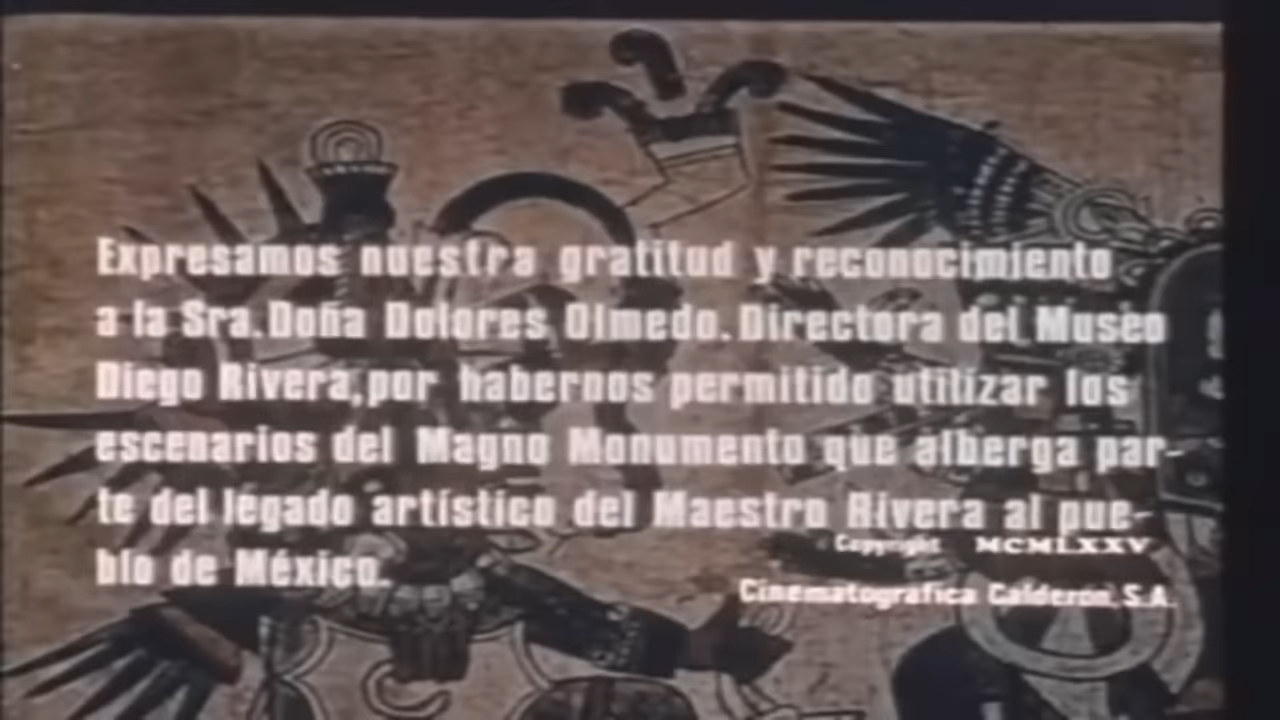 Expresamos nuestra gratitud y reconocimiento
a la Sra. Doña Dolores Olmedo. Directora del Museo
Diego Rivera, por habernos permitido utilizar los
escenarios del Magno Monumento que alberga par-
te del legado artístico del Maestro Rivera al pue-
blo de México.
Copyright MCMLXXV
Cinematografica Calderon, S.A.